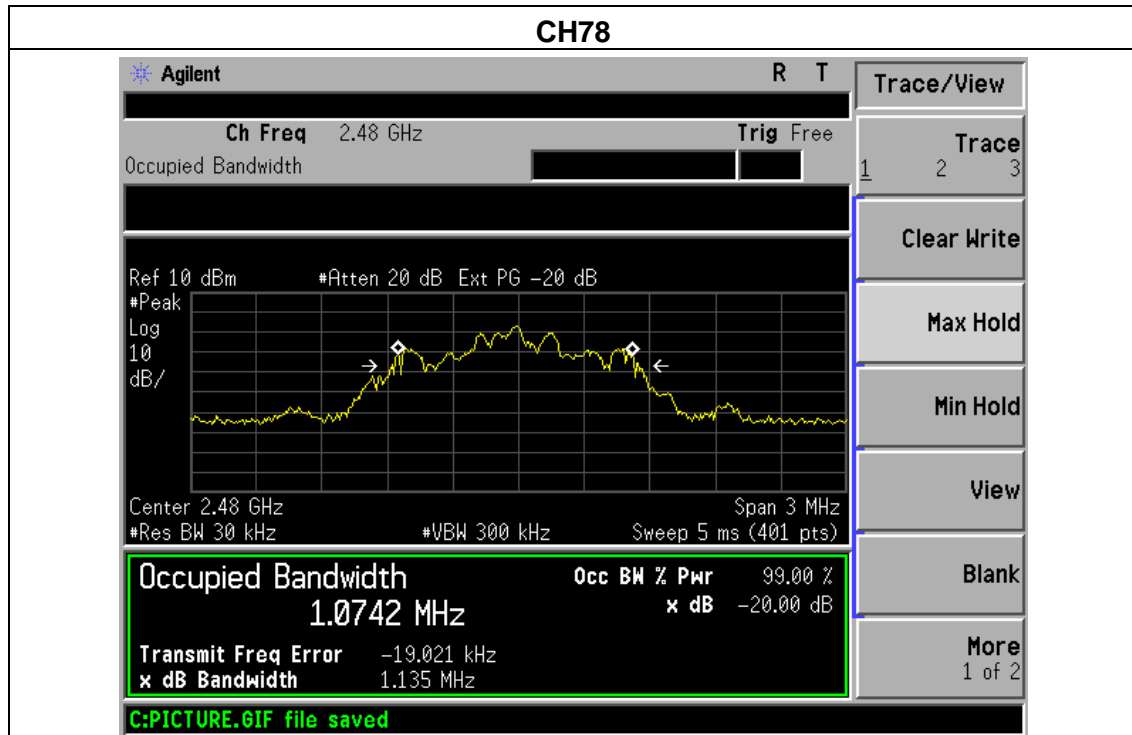 CH78
Agilent R T
Trace/View
Ch Freq 2.48 GHz Trig Free
Occupied Bandwidth
Trace
1 2 3
Clear Write
Ref 10 dBm #Atten 20 dB Ext PG -20 dB
#Peak
Log
10
dB/
Max Hold
Min Hold
View
Center 2.48 GHz Span 3 MHz
#Res BW 30 kHz #VBW 300 kHz Sweep 5 ms (401 pts)
Occupied Bandwidth Occ BW % Pwr 99.00 %
1.0742 MHz x dB -20.00 dB
Blank
Transmit Freq Error -19.021 kHz
x dB Bandwidth 1.135 MHz
More
1 of 2
C:PICTURE.GIF file saved